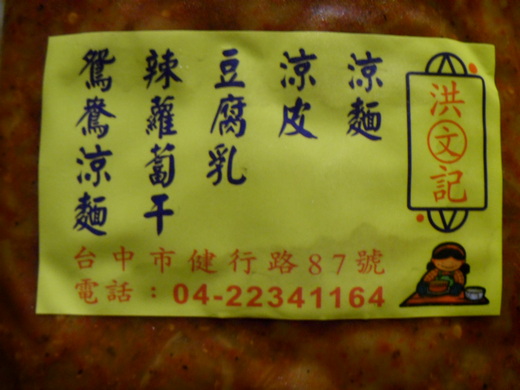 洪文記
涼麵
涼皮
豆腐乳
辣蘿蔔干
鴛鴦涼麵
台中市健行路87號
電話：04-22341164